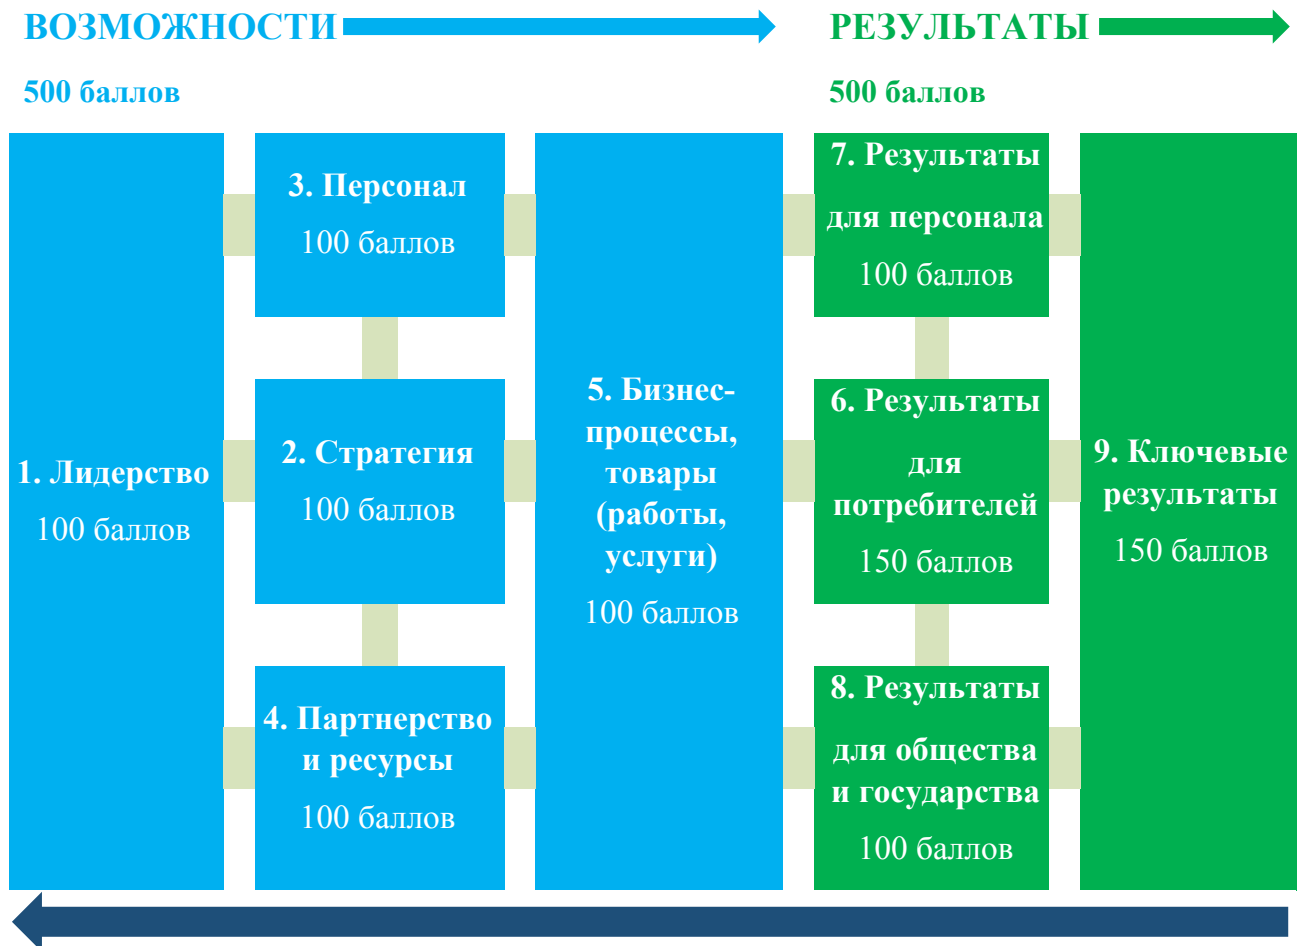 ВОЗМОЖНОСТИ
500 баллов
РЕЗУЛЬТАТЫ
500 баллов
1. Лидерство
100 баллов
3. Персонал
100 баллов
2. Стратегия
100 баллов
4. Партнерство
и ресурсы
100 баллов
5. Бизнес-
процессы,
товары
(работы,
услуги)
100 баллов
7. Результаты
для персонала
100 баллов
6. Результаты
для
потребителей
150 баллов
8. Результаты
для общества
и государства
100 баллов
9. Ключевые
результаты
150 баллов